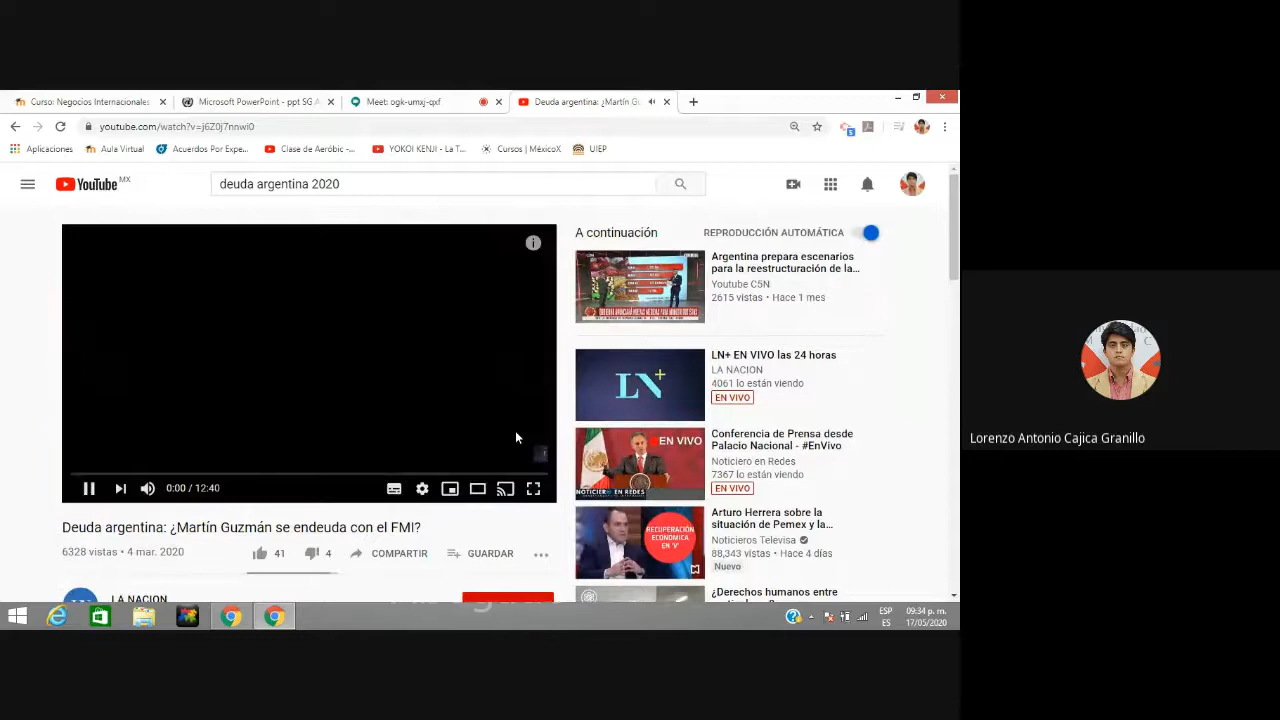 Curso: Negocios Internacionales
Microsoft PowerPoint - ppt SG A
Meet: ogk-umxj-qxf
Deuda argentina: ¿Martín Gu
youtube.com/watch?v=j6Z0J7nnwi0
Aplicaciones
Aula Virtual
Acuerdos Por Expe...
Clase de Aeróbic -...
YOKOI KENJI - La T...
Cursos | MéxicoX
UIEP
YouTube MX
deuda argentina 2020
A continuación
REPRODUCCIÓN AUTOMÁTICA
Argentina prepara escenarios
para la reestructuración de la...
Youtube C5N
2615 vistas • Hace 1 mes
LN+
LN+ EN VIVO las 24 horas
LA NACION
4061 lo están viendo
EN VIVO
EN VIVO
NOTICIERO EN REDES
Conferencia de Prensa desde
Palacio Nacional - #EnVivo
Noticiero en Redes
7367 lo están viendo
EN VIVO
0:00 / 12:40
Deuda argentina: ¿Martín Guzmán se endeuda con el FMI?
6328 vistas • 4 mar. 2020
41
4
COMPARTIR
GUARDAR
RECUPERACIÓN
ECONÓMICA
EN 'V'
Arturo Herrera sobre la
situación de Pemex y la...
Noticieros Televisa
88,343 vistas • Hace 4 días
Nuevo
¿Derechos humanos entre
LA NACION
ESP
ES
09:34 p. m.
17/05/2020
Lorenzo Antonio Cajica Granillo